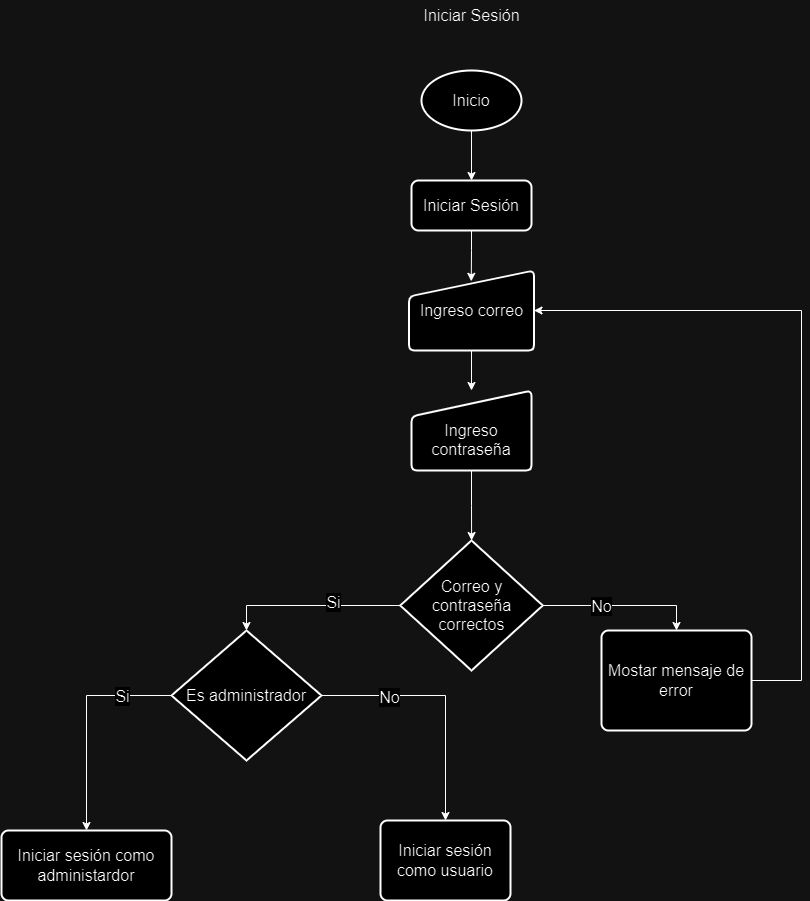 Iniciar Sesión
Inicio
Iniciar Sesión
Ingreso correo
Ingreso
contraseña
Correo y
contraseña
correctos
Si
No
Mostar mensaje de
error
Es administrador
Si
No
Iniciar sesión como
administardor
Iniciar sesión
como usuario